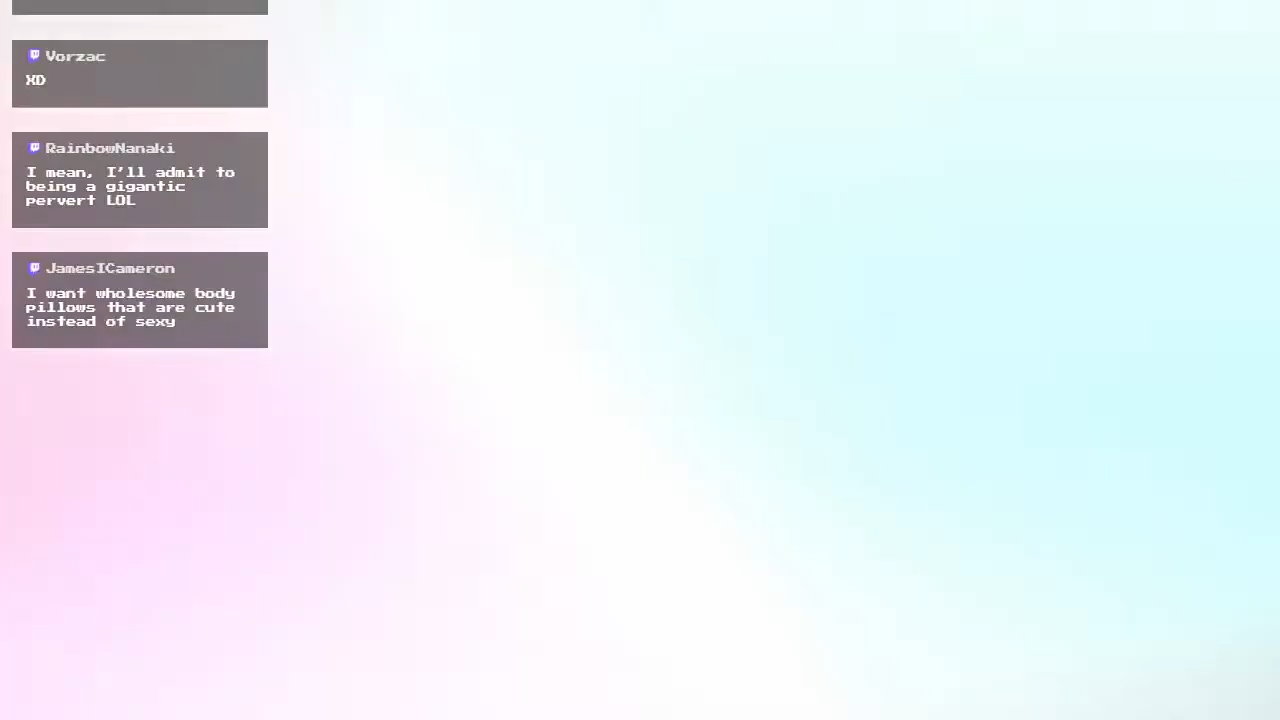 Vorzac
XD
RainbowNanaki
I mean, I'll admit to
being a gigantic
pervert LOL
JamesICameron
I want wholesome body
pillows that are cute
instead of sexy